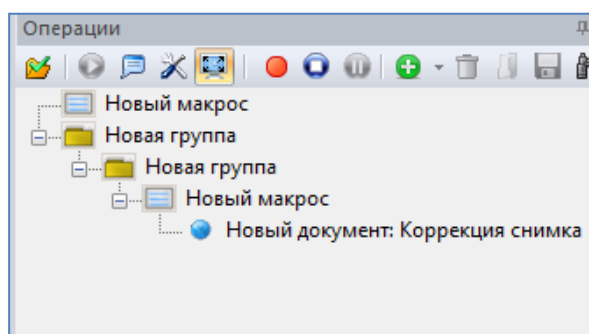 Операции
Новый макрос
Новая группа
Новая группа
Новый макрос
Новый документ: Коррекция снимка